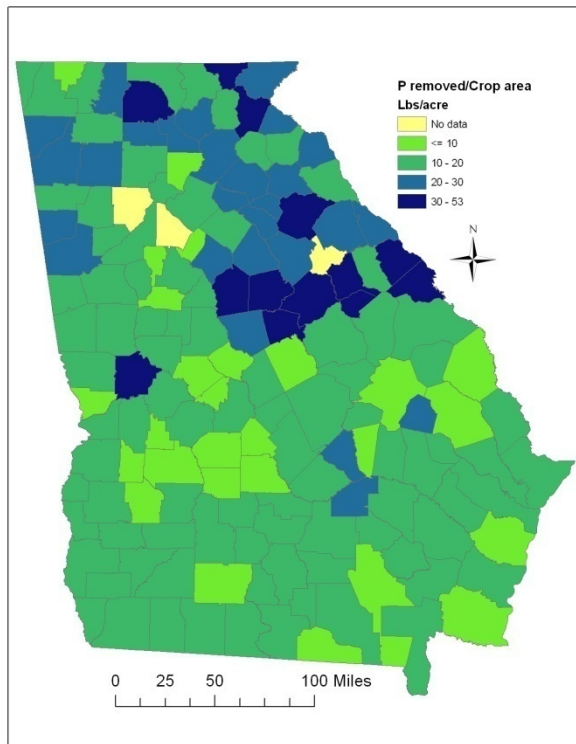 P removed/Crop area
Lbs/acre
No data
<= 10
10 - 20
20 - 30
30 - 53
N
0 25 50 100 Miles